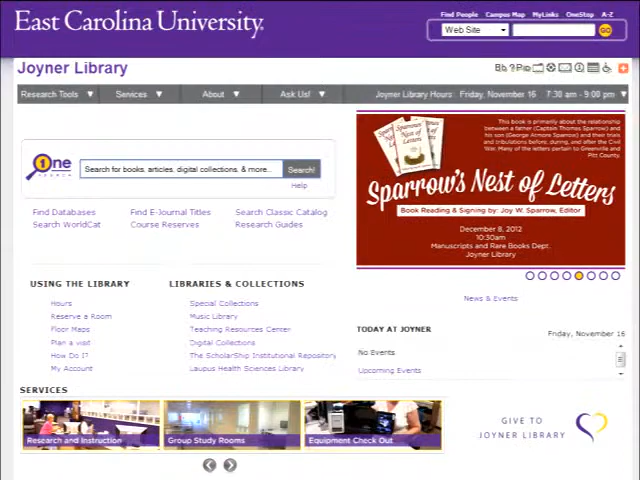 East Carolina University.
Find People Campus Map MyLinks OneStop A-Z
Web Site GO
Joyner Library
Research Tools Services About Ask Us! Joyner Library Hours Friday, November 16 7:30 am - 9:00 pm
One SEARCH
Search for books, articles, digital collections, & more... Search!
Help
Find Databases Find E-Journal Titles Search Classic Catalog
Search WorldCat Course Reserves Research Guides
This book is primarily about the relationship
between a father (Captain Thomas Sparrow) and
his son (George Atmore Sparrow) and their trials
and tribulations before, during, and after the Civil
War. Many of the letters pertain to Greenville and
Pitt County.
Sparrow's Nest of Letters
Book Reading & Signing by: Joy W. Sparrow, Editor
December 8, 2012
10:30am
Manuscripts and Rare Books Dept.
Joyner Library
News & Events
USING THE LIBRARY
Hours
Reserve a Room
Floor Maps
Plan a visit
How Do I?
My Account
LIBRARIES & COLLECTIONS
Special Collections
Music Library
Teaching Resources Center
Digital Collections
The ScholarShip Institutional Repository
Laupus Health Sciences Library
TODAY AT JOYNER Friday, November 16
No Events
Upcoming Events
SERVICES
Research and Instruction
Group Study Rooms
Equipment Check Out
GIVE TO
JOYNER LIBRARY